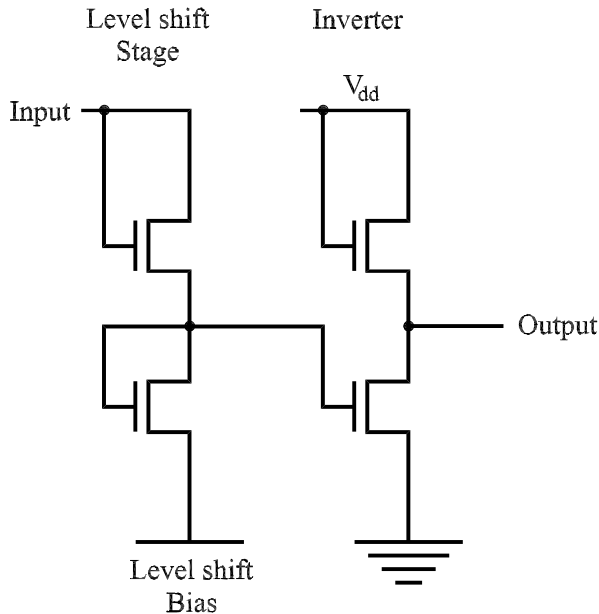 Level shift
Stage
Inverter
Input
Vdd
Output
Level shift
Bias